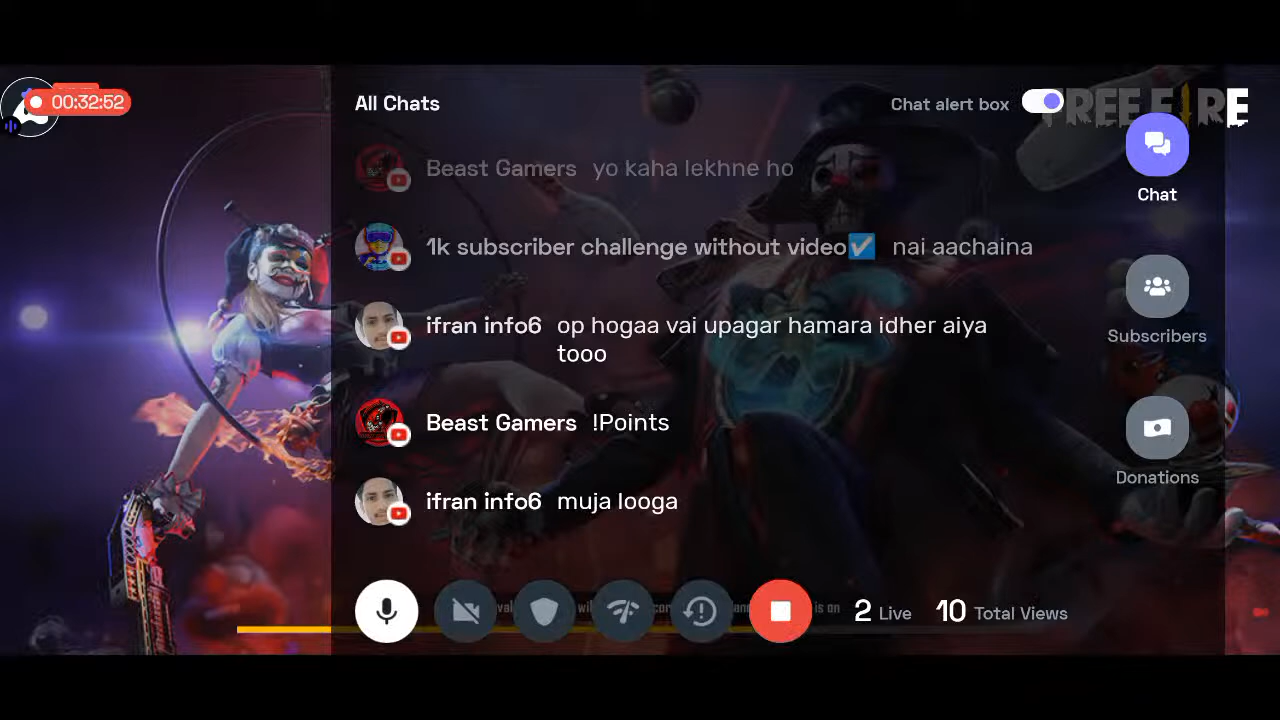 00:32:52
All Chats
Chat alert box
FREE FIRE
Beast Gamers yo kaha lekhne ho
Chat
1k subscriber challenge without video☑️ nai aachaina
ifran info6 op hogaa vai upagar hamara idher aiya
tooo
Subscribers
Beast Gamers !Points
Donations
ifran info6 muja looga
2 Live 10 Total Views